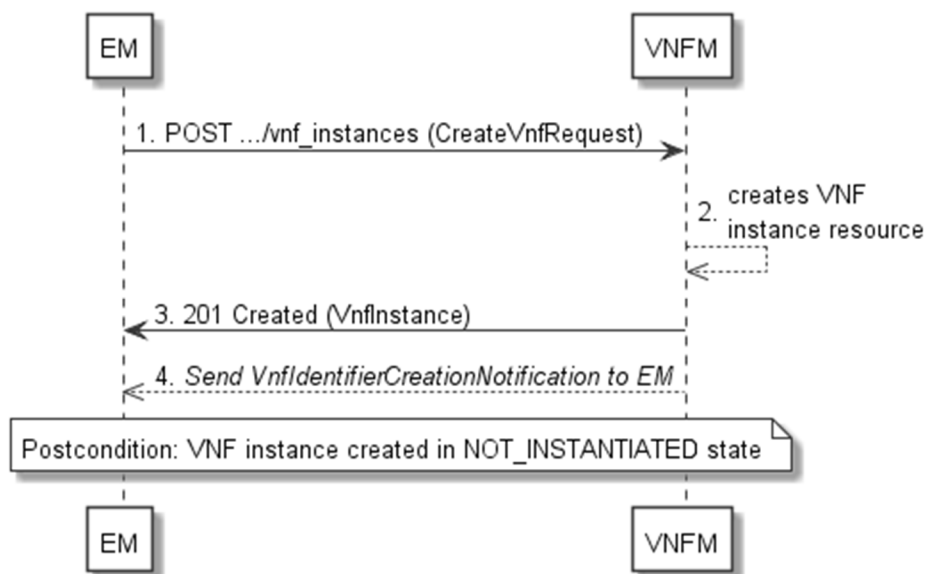 EM
VNFM
1. POST .../vnf_instances (CreateVnfRequest)
2. creates VNF
instance resource
3. 201 Created (VnfInstance)
4. Send VnfIdentifierCreationNotification to EM
Postcondition: VNF instance created in NOT_INSTANTIATED state
EM
VNFM